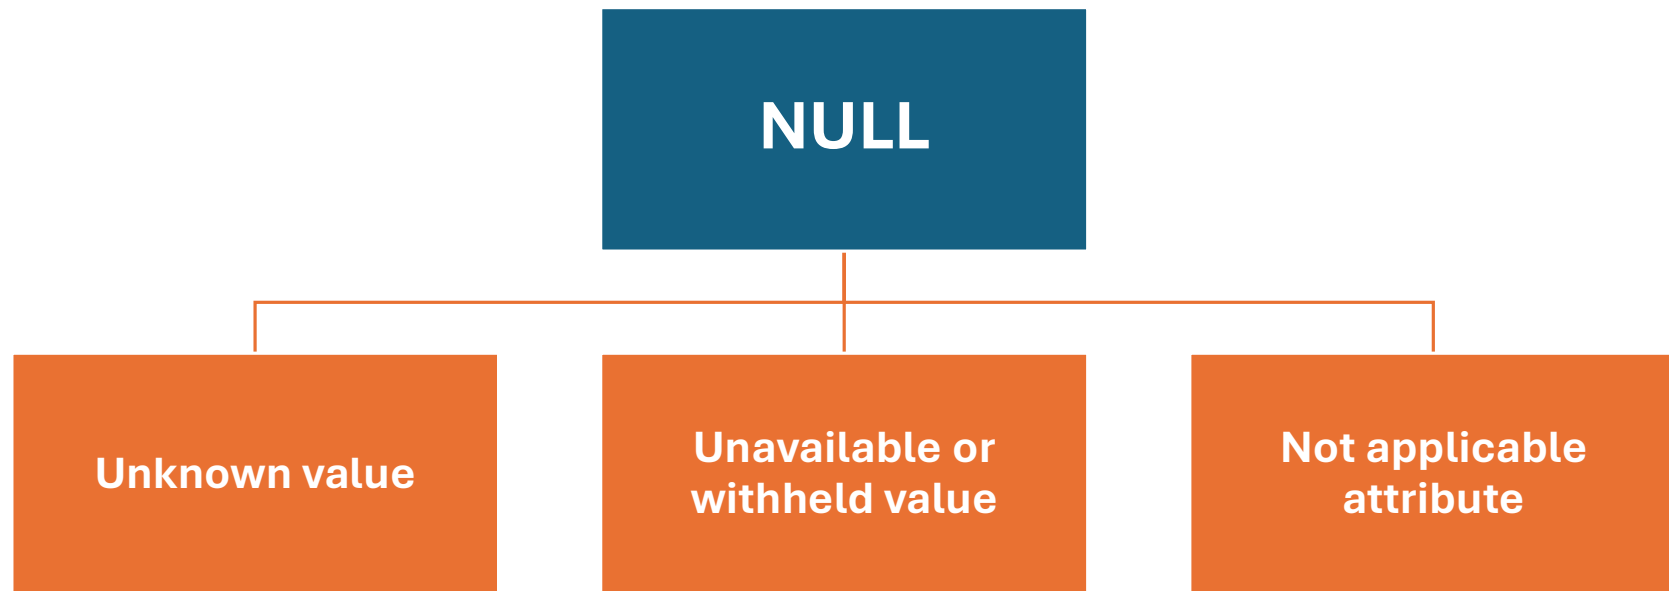 NULL
Unknown value
Unavailable or
withheld value
Not applicable
attribute